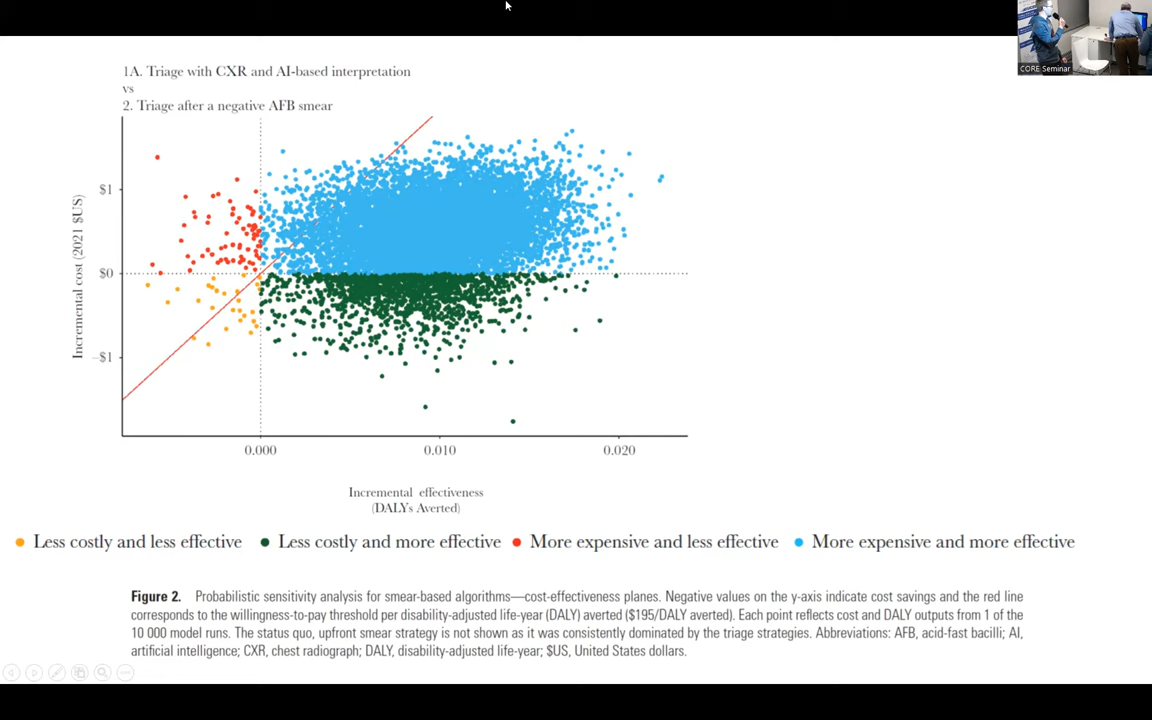 CORE Seminar
1A. Triage with CXR and AI-based interpretation
vs
2. Triage after a negative AFB smear
Incremental cost (2021 $US)
$1
$0
–$1
0.000
0.010
0.020
Incremental effectiveness
(DALYs Averted)
Less costly and less effective
Less costly and more effective
More expensive and less effective
More expensive and more effective
Figure 2. Probabilistic sensitivity analysis for smear-based algorithms—cost-effectiveness planes. Negative values on the y-axis indicate cost savings and the red line
corresponds to the willingness-to-pay threshold per disability-adjusted life-year (DALY) averted ($195/DALY averted). Each point reflects cost and DALY outputs from 1 of the
10 000 model runs. The status quo, upfront smear strategy is not shown as it was consistently dominated by the triage strategies. Abbreviations: AFB, acid-fast bacilli; AI,
artificial intelligence; CXR, chest radiograph; DALY, disability-adjusted life-year; $US, United States dollars.